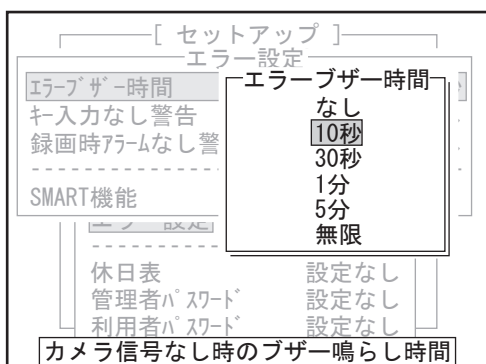 [ セットアップ ]
エラー設定
エラーブザー時間
ｴﾗｰﾌﾞｻﾞｰ時間
なし
ｷｰ入力なし警告
10秒
録画時ｱﾗｰﾑなし警
30秒
1分
SMART機能
5分
エラー 設定
無限
休日表 設定なし
管理者ﾊﾟｽﾜｰﾄﾞ 設定なし
利用者ﾊﾟｽﾜｰﾄﾞ 設定なし
カメラ信号なし時のブザー鳴らし時間